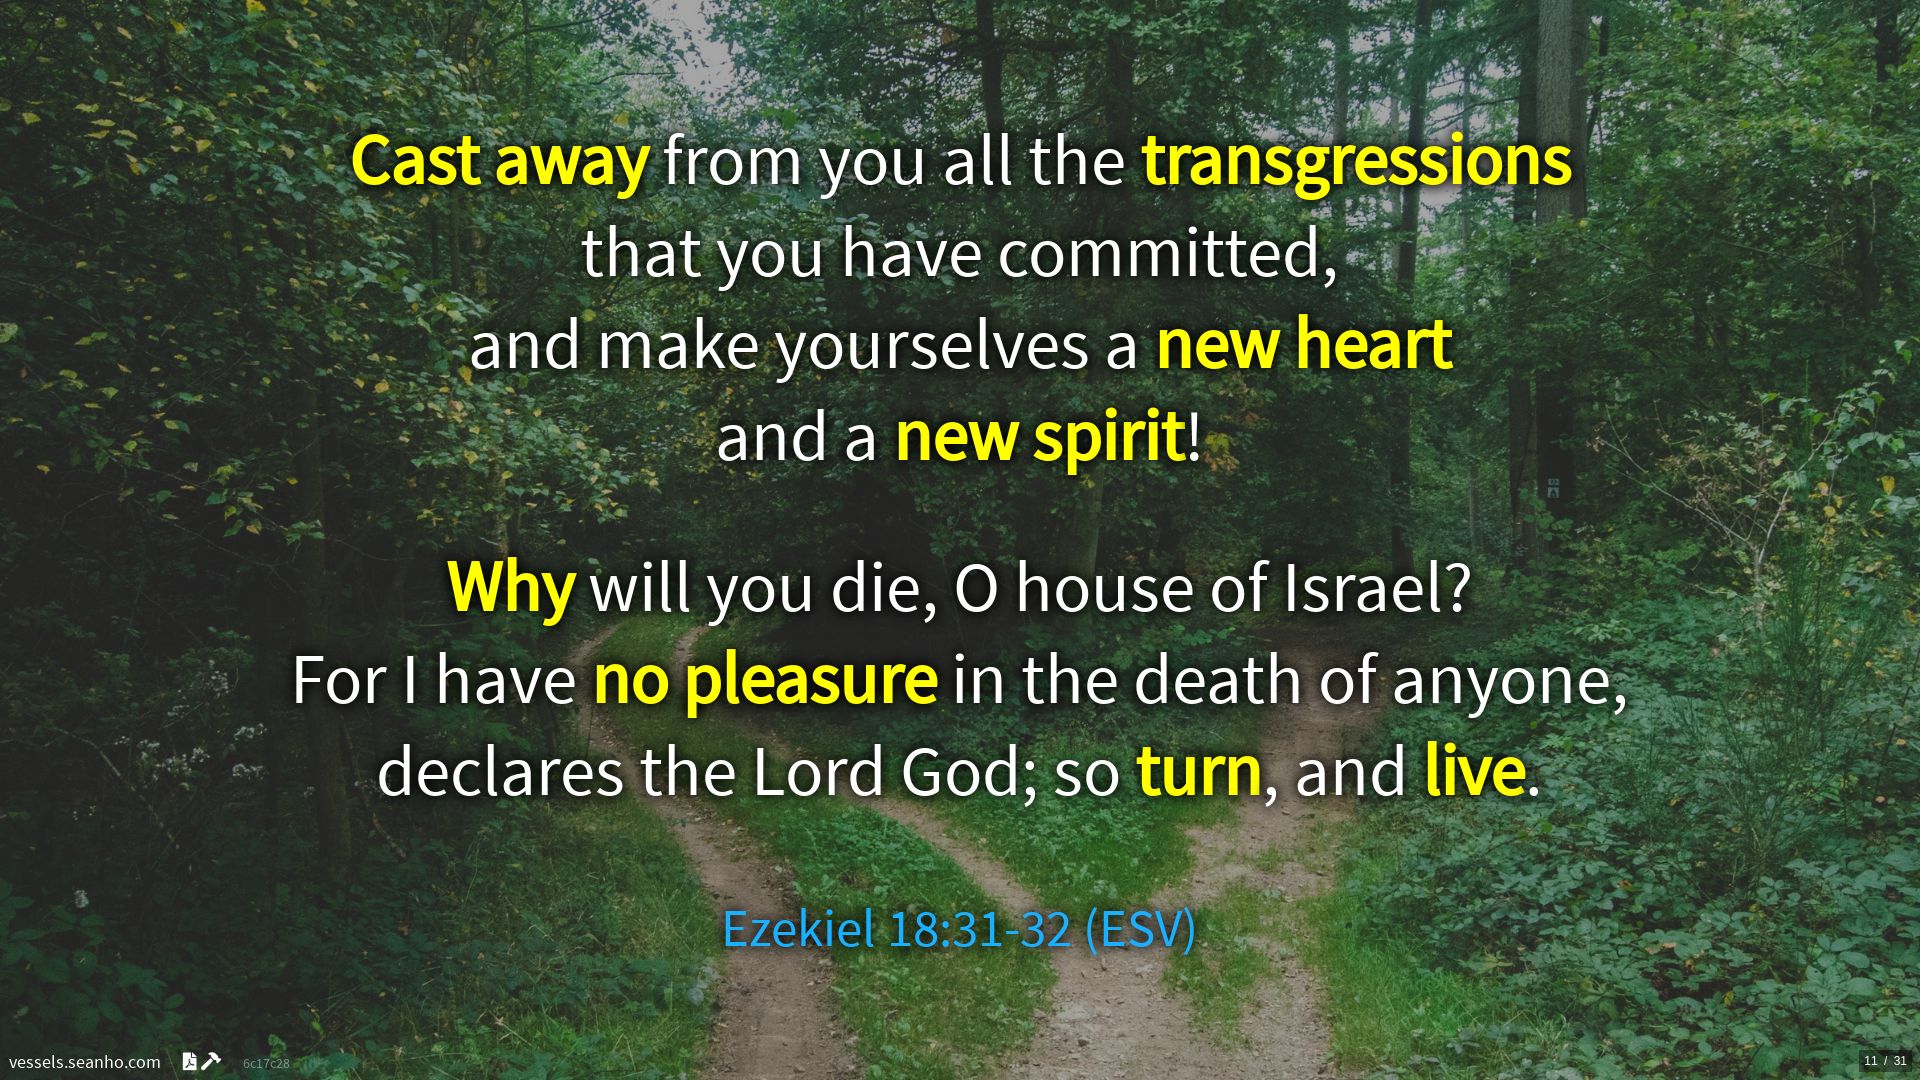 Cast away from you all the transgressions
that you have committed,
and make yourselves a new heart
and a new spirit!
Why will you die, O house of Israel?
For I have no pleasure in the death of anyone,
declares the Lord God; so turn, and live.
Ezekiel 18:31-32 (ESV)
vessels.seanho.com 6c17c28
11 / 31